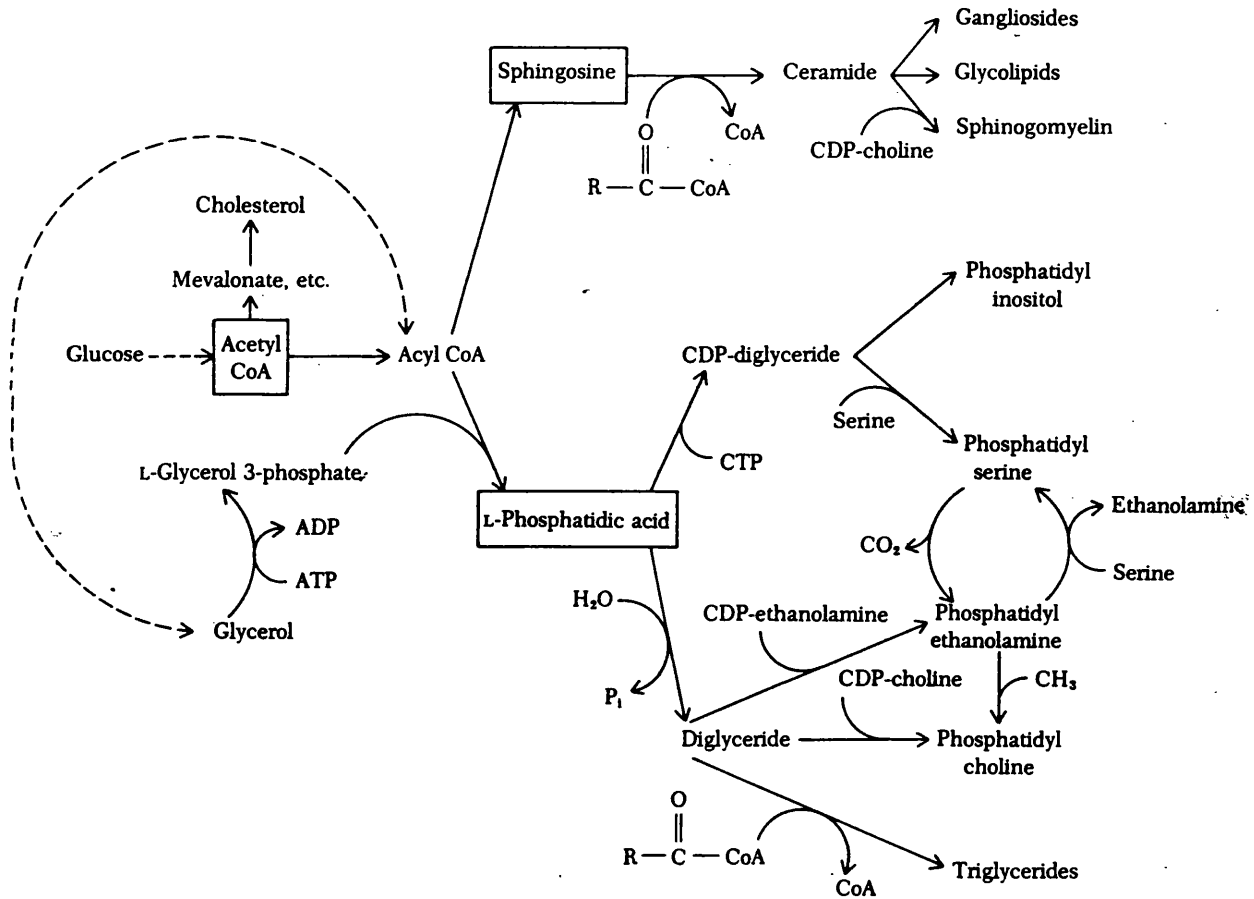 Gangliosides
Sphingosine
Ceramide
Glycolipids
O
CoA
Sphinogomyelin
CDP-choline
R — C — CoA
Cholesterol
Mevalonate, etc.
Phosphatidyl
inositol
Glucose
Acetyl
CoA
Acyl CoA
CDP-diglyceride
Serine
Phosphatidyl
serine
CTP
L-Glycerol 3-phosphate
L-Phosphatidic acid
Ethanolamine
ADP
CO₂
Serine
ATP
H₂O
CDP-ethanolamine
Phosphatidyl
ethanolamine
Glycerol
CDP-choline
CH₃
Pᵢ
Diglyceride
Phosphatidyl
choline
O
R — C — CoA
Triglycerides
CoA